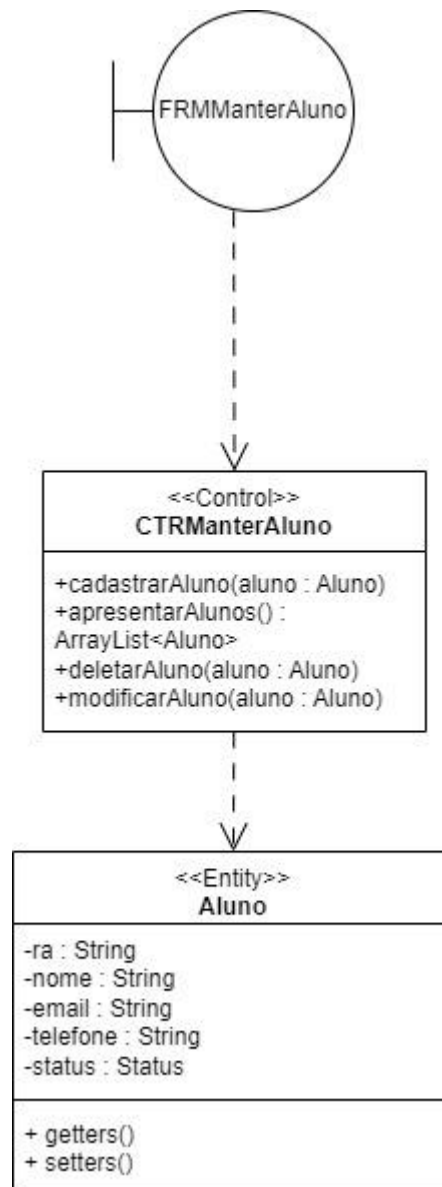 FRMManterAluno
<<Control>>
CTRManterAluno
+cadastrarAluno(aluno : Aluno)
+apresentarAlunos() :
ArrayList<Aluno>
+deletarAluno(aluno : Aluno)
+modificarAluno(aluno : Aluno)
<<Entity>>
Aluno
-ra : String
-nome : String
-email : String
-telefone : String
-status : Status
+ getters()
+ setters()